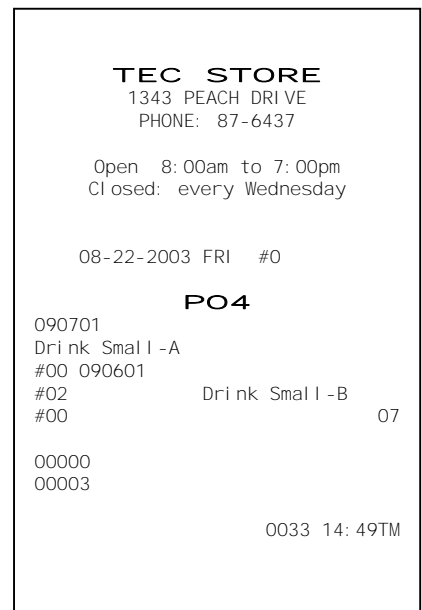 TEC STORE
1343 PEACH DRIVE
PHONE: 87-6437
Open 8:00am to 7:00pm
Closed: every Wednesday
08-22-2003 FRI #0
PO4
090701
Drink Small-A
#00 090601
#02 Drink Small-B
#00 07
00000
00003
0033 14:49TM